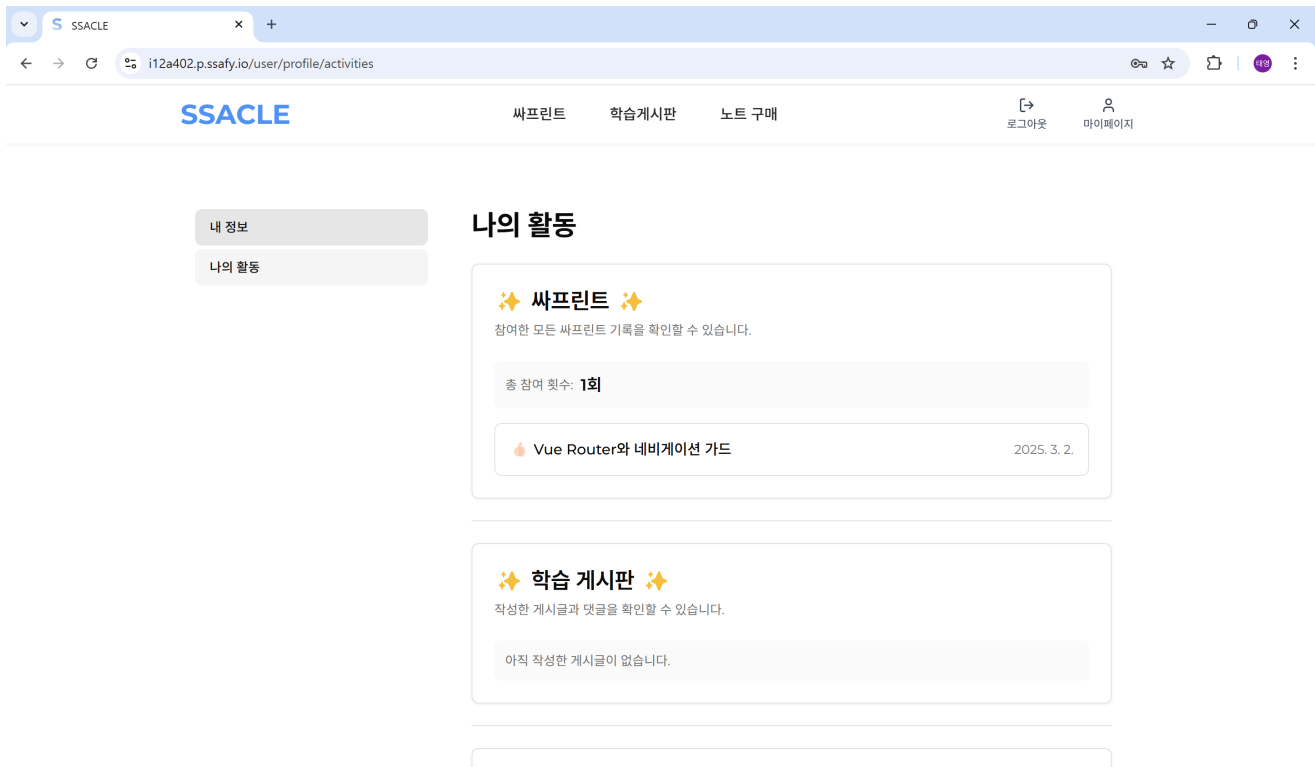 SSACLE
i12a402.p.ssafy.io/user/profile/activities
태영
SSACLE
싸프린트 학습게시판 노트 구매
로그아웃 마이페이지
내 정보
나의 활동
나의 활동
✨ 싸프린트 ✨
참여한 모든 싸프린트 기록을 확인할 수 있습니다.
총 참여 횟수: 1회
👍🏻 Vue Router와 네비게이션 가드 2025. 3. 2.
✨ 학습 게시판 ✨
작성한 게시글과 댓글을 확인할 수 있습니다.
아직 작성한 게시글이 없습니다.